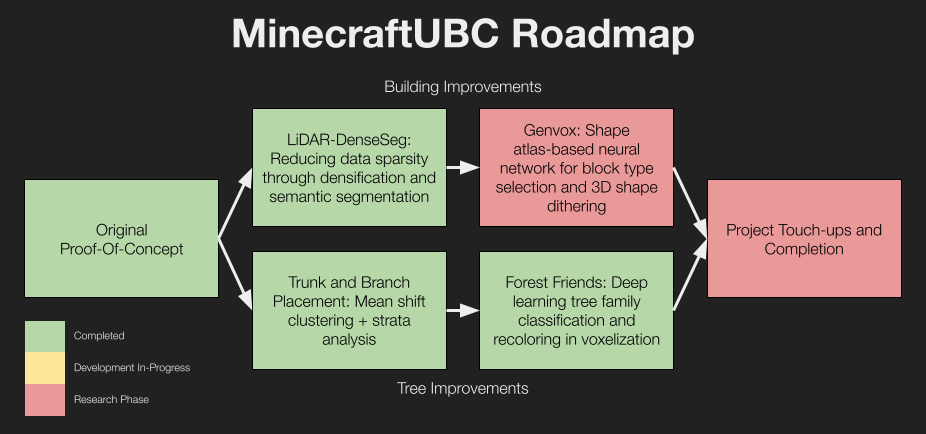 MinecraftUBC Roadmap
Building Improvements
LiDAR-DenseSeg:
Reducing data sparsity
through densification and
semantic segmentation
Genvox: Shape
atlas-based neural
network for block type
selection and 3D shape
dithering
Original
Proof-Of-Concept
Project Touch-ups and
Completion
Trunk and Branch
Placement: Mean shift
clustering + strata
analysis
Forest Friends: Deep
learning tree family
classification and
recoloring in voxelization
Tree Improvements
Completed
Development In-Progress
Research Phase